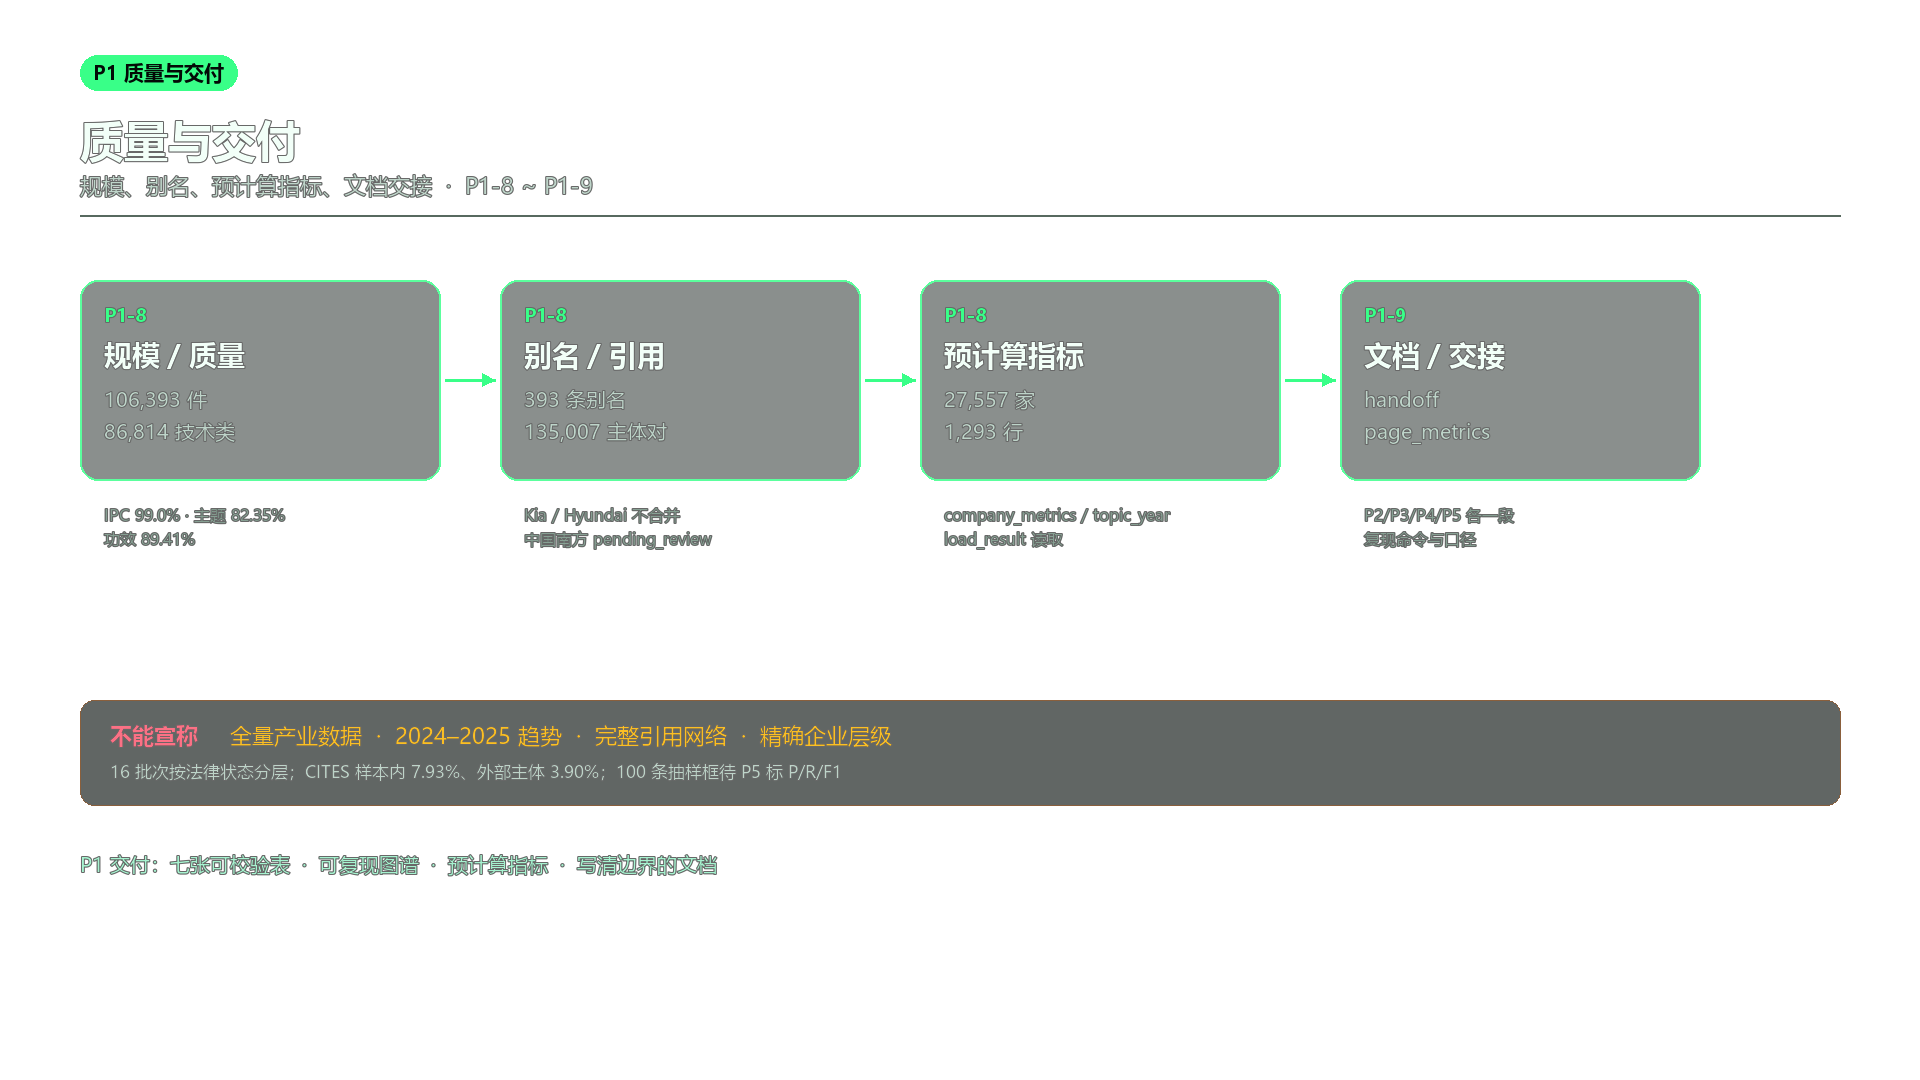 P1 质量与交付
质量与交付
规模、别名、预计算指标、文档交接 · P1-8 ~ P1-9
P1-8
规模 / 质量
106,393 件
86,814 技术类
IPC 99.0% · 主题 82.35%
功效 89.41%
P1-8
别名 / 引用
393 条别名
135,007 主体对
Kia / Hyundai 不合并
中国南方 pending_review
P1-8
预计算指标
27,557 家
1,293 行
company_metrics / topic_year
load_result 读取
P1-9
文档 / 交接
handoff
page_metrics
P2/P3/P4/P5 各一段
复现命令与口径
不能宣称 全量产业数据 · 2024–2025 趋势 · 完整引用网络 · 精确企业层级
16 批次按法律状态分层；CITES 样本内 7.93%、外部主体 3.90%；100 条抽样框待 P5 标 P/R/F1
P1 交付：七张可校验表 · 可复现图谱 · 预计算指标 · 写清边界的文档